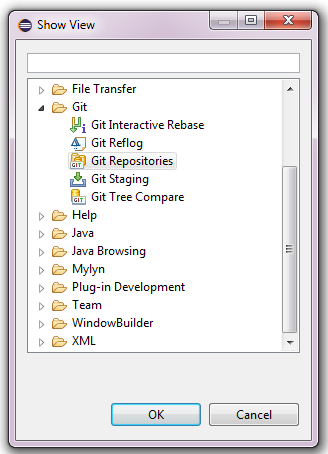 Show View
File Transfer
Git
Git Interactive Rebase
Git Reflog
Git Repositories
Git Staging
Git Tree Compare
Help
Java
Java Browsing
Mylyn
Plug-in Development
Team
WindowBuilder
XML
OK
Cancel